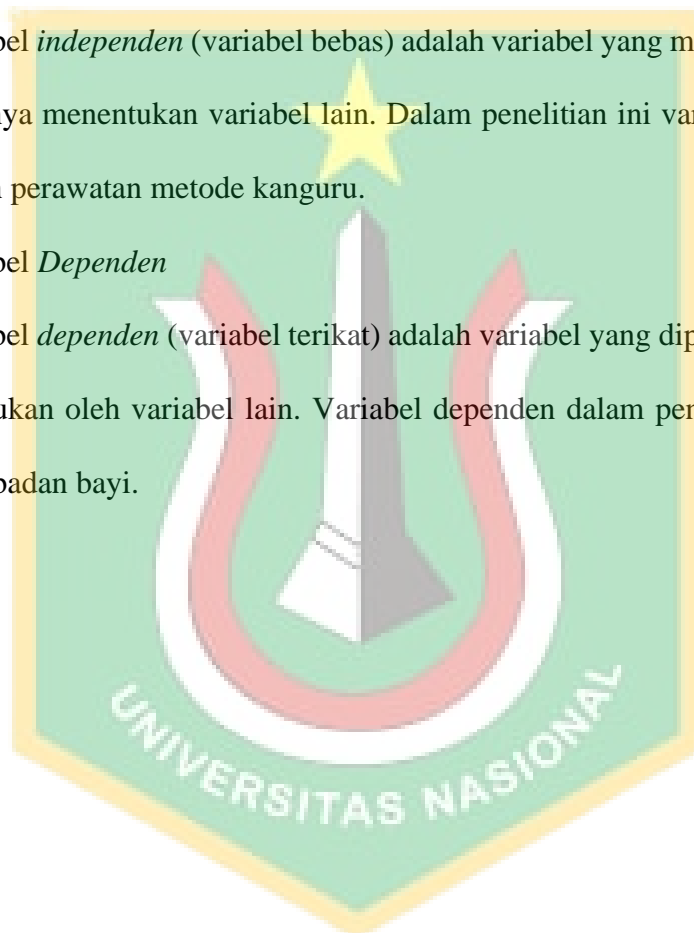 bel independen (variabel bebas) adalah variabel yang m
ya menentukan variabel lain. Dalam penelitian ini var
perawatan metode kanguru.
bel Dependen
bel dependen (variabel terikat) adalah variabel yang dip
ukan oleh variabel lain. Variabel dependen dalam pen
badan bayi.
UNIVERSITAS NASIONAL